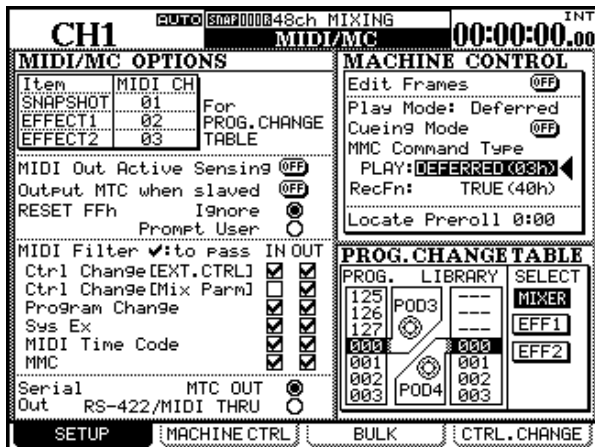 CH1
AUTO SNAP 000 48ch MIXING
MIDI/MC
INT
00:00:00.00
MIDI/MC OPTIONS
Item MIDI CH
SNAPSHOT 01
EFFECT1 02
EFFECT2 03
For
PROG.CHANGE
TABLE
MIDI Out Active Sensing OFF
Output MTC when slaved OFF
RESET FFh Ignore
Prompt User
MIDI Filter ✔:to pass IN OUT
Ctrl Change[EXT.CTRL]
Ctrl Change[Mix Parm]
Program Change
Sys Ex
MIDI Time Code
MMC
Serial MTC OUT
Out RS-422/MIDI THRU
MACHINE CONTROL
Edit Frames OFF
Play Mode: Deferred
Cueing Mode OFF
MMC Command Type
PLAY:DEFERRED(03h)
RecFn: TRUE(40h)
Locate Preroll 0:00
PROG.CHANGE TABLE
PROG. LIBRARY SELECT
125 ---
126 ---
127 ---
000 000
001 001
002 002
003 003
POD3
POD4
MIXER
EFF1
EFF2
SETUP MACHINE CTRL BULK CTRL.CHANGE